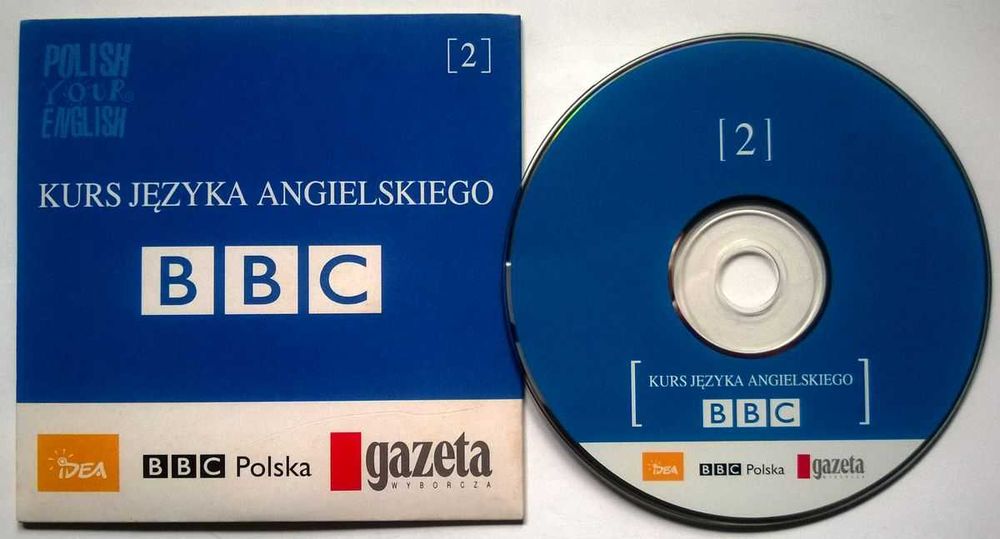 POLISH
YOUR
ENGLISH
[2]
KURS JĘZYKA ANGIELSKIEGO
BBC
iDEA
BBC Polska
gazeta
WYBORCZA
[2]
KURS JĘZYKA ANGIELSKIEGO
BBC
iDEA
BBC Polska
gazeta
WYBORCZA